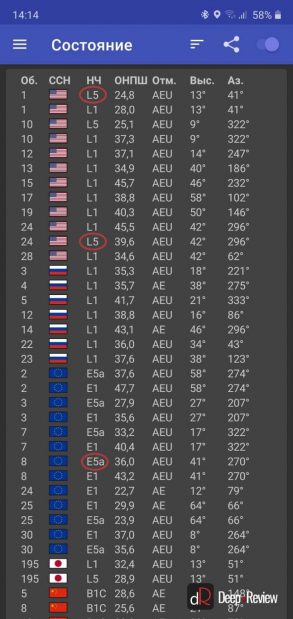 14:14 58%
Состояние
Об. ССН НЧ ОНПШ Отм. Выс. Аз.
1 L5 24,8 AEU 13° 41°
1 L1 28,0 AEU 13° 41°
10 L5 25,1 AEU 9° 322°
10 L1 37,3 AEU 9° 322°
12 L1 37,1 AEU 14° 247°
13 L1 34,9 AEU 40° 186°
15 L1 45,7 AEU 46° 232°
17 L1 38,8 AEU 58° 102°
19 L1 40,3 AEU 50° 146°
24 L1 45,5 AEU 42° 296°
24 L5 39,6 AEU 42° 296°
28 L1 34,6 AEU 42° 62°
3 L1 35,3 AEU 18° 221°
4 L1 35,7 AE 38° 275°
5 L1 41,7 AEU 21° 333°
12 L1 38,8 AEU 16° 86°
14 L1 43,1 AE 46° 296°
22 L1 36,0 AEU 34° 43°
23 L1 37,6 AEU 38° 123°
2 E5a 37,6 AEU 58° 274°
2 E1 47,7 AEU 58° 274°
3 E5a 27,9 AEU 27° 207°
3 E1 35,6 AEU 27° 207°
7 E5a 33,2 AEU 17° 322°
7 E1 40,4 AEU 17° 322°
8 E5a 36,0 AEU 41° 270°
8 E1 43,2 AEU 41° 270°
24 E1 22,7 AE 12° 79°
25 E1 29,9 AE 64° 66°
25 E5a 23,9 AE 64° 66°
30 E1 37,0 AE 8° 264°
30 E5a 35,6 AE 8° 264°
195 L1 32,4 AEU 13° 51°
195 L5 28,9 AEU 13° 51°
5 B1C 25,6 AE 148°
8 B1C 28,6 AE 21° 87°
dR Deep-Review